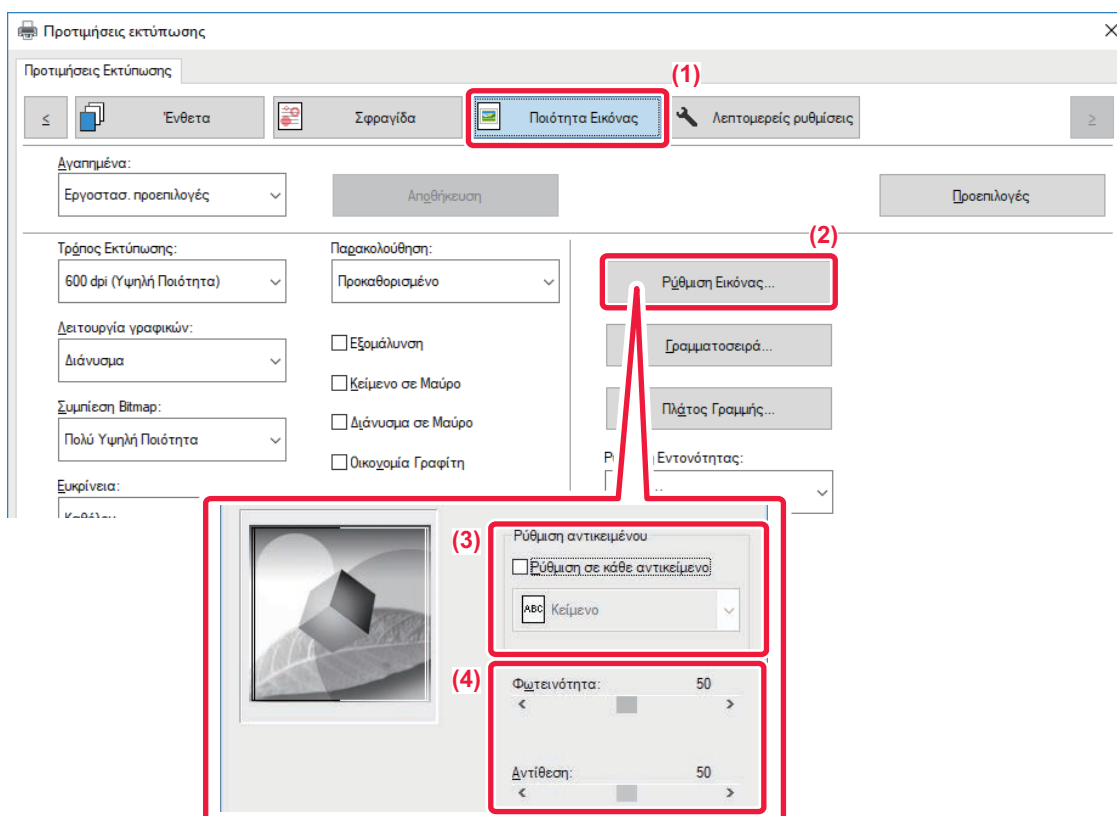 Προτιμήσεις εκτύπωσης
Προτιμήσεις Εκτύπωσης
(1)
Ένθετα
Σφραγίδα
Ποιότητα Εικόνας
Λεπτομερείς ρυθμίσεις
Αγαπημένα:
Εργοστασ. προεπιλογές
Αποθήκευση
Προεπιλογές
(2)
Τρόπος Εκτύπωσης:
Παρακολούθηση:
600 dpi (Υψηλή Ποιότητα)
Προκαθορισμένο
Ρύθμιση Εικόνας...
Λειτουργία γραφικών:
Εξομάλυνση
Γραμματοσειρά...
Διάνυσμα
Κείμενο σε Μαύρο
Συμπίεση Bitmap:
Διάνυσμα σε Μαύρο
Πλάτος Γραμμής...
Πολύ Υψηλή Ποιότητα
Οικονομία Γραφίτη
Εντονότητας:
Ευκρίνεια:
(3)
Ρύθμιση αντικειμένου
Ρύθμιση σε κάθε αντικείμενο
ABC Κείμενο
(4)
Φωτεινότητα: 50
Αντίθεση: 50